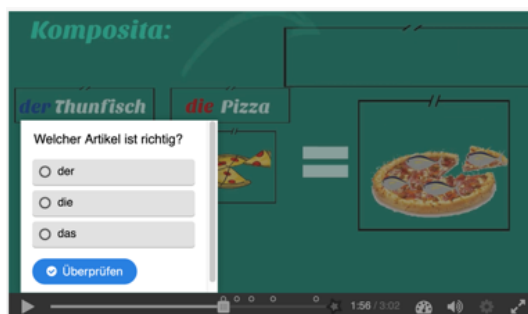 Komposita:
der Thunfisch
die Pizza
Welcher Artikel ist richtig?
der
die
das
Überprüfen
1:56 / 3:02